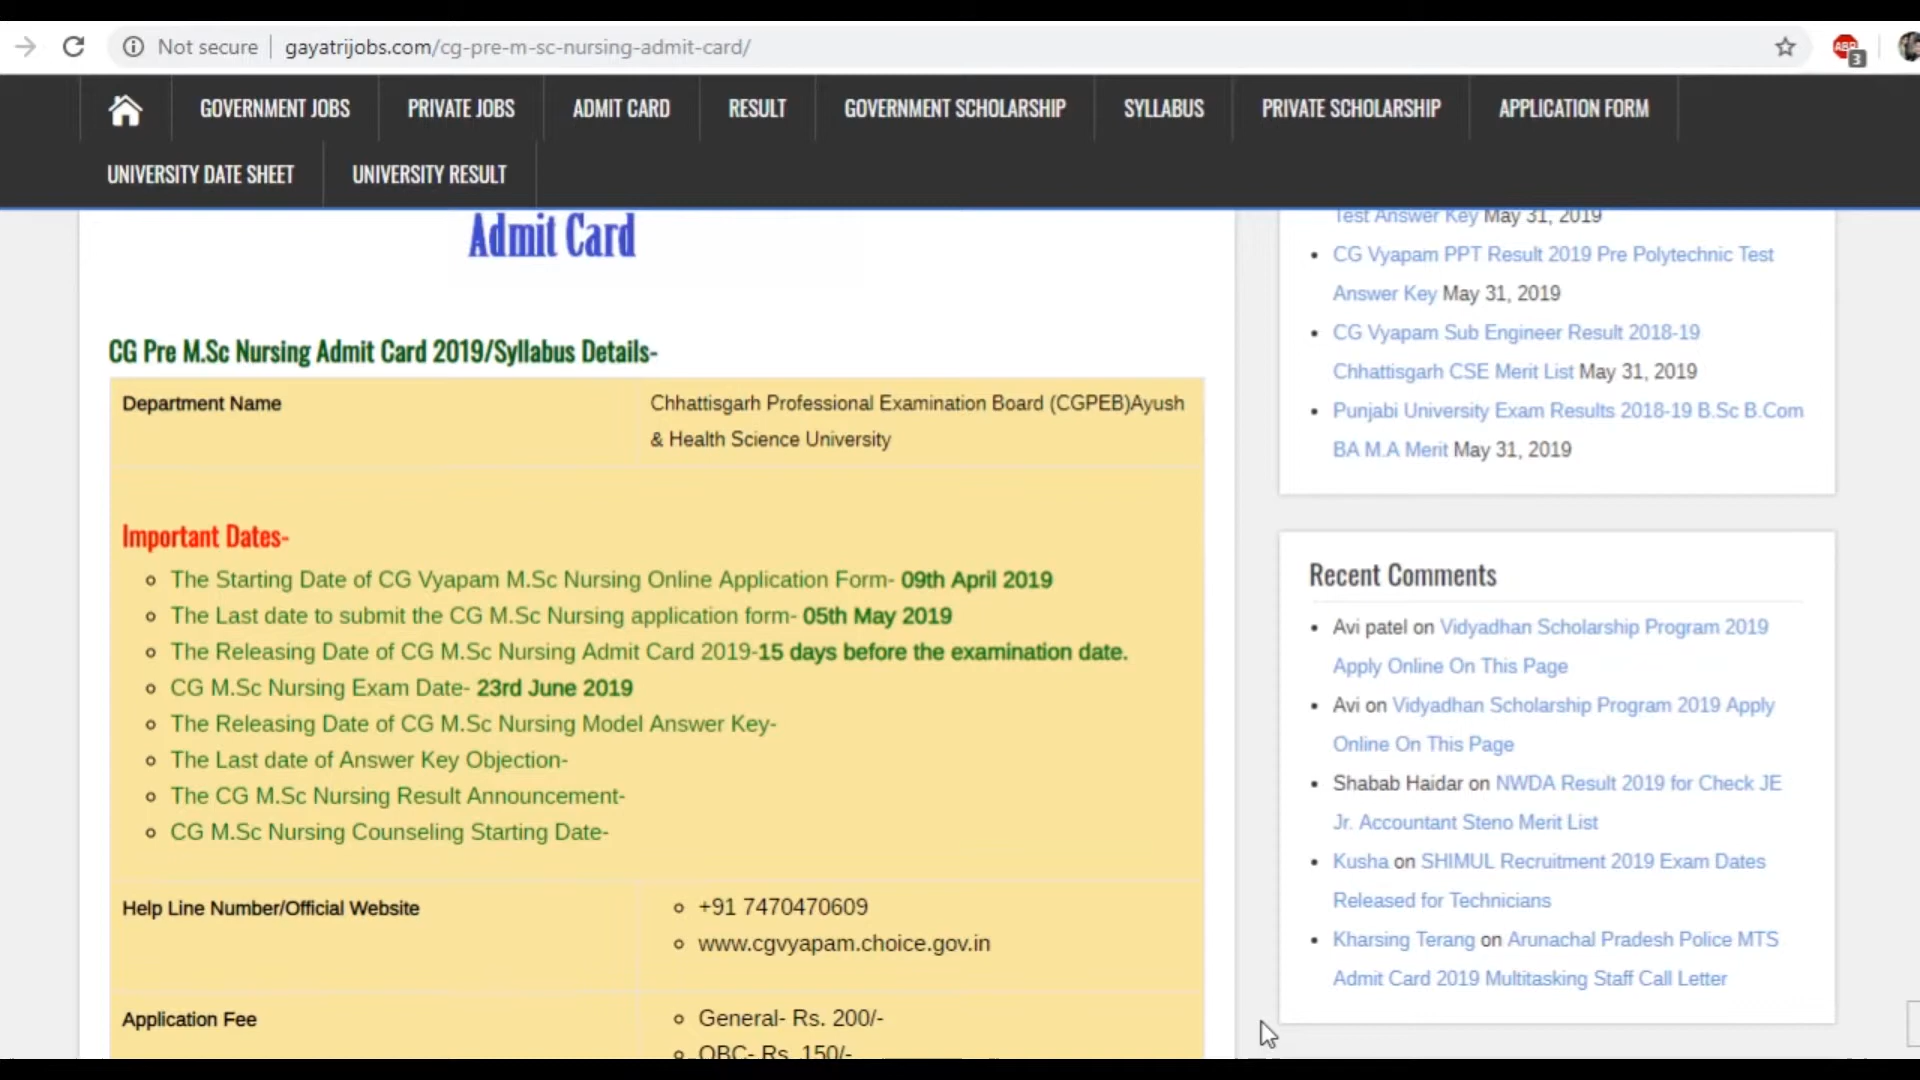 Not secure
gayatrijobs.com/cg-pre-m-sc-nursing-admit-card/
ABP
3
GOVERNMENT JOBS
PRIVATE JOBS
ADMIT CARD
RESULT
GOVERNMENT SCHOLARSHIP
SYLLABUS
PRIVATE SCHOLARSHIP
APPLICATION FORM
UNIVERSITY DATE SHEET
UNIVERSITY RESULT
Admit Card
CG Pre M.Sc Nursing Admit Card 2019/Syllabus Details-
Department Name
Chhattisgarh Professional Examination Board (CGPEB)Ayush
& Health Science University
Important Dates-
The Starting Date of CG Vyapam M.Sc Nursing Online Application Form- 09th April 2019
The Last date to submit the CG M.Sc Nursing application form- 05th May 2019
The Releasing Date of CG M.Sc Nursing Admit Card 2019-15 days before the examination date.
CG M.Sc Nursing Exam Date- 23rd June 2019
The Releasing Date of CG M.Sc Nursing Model Answer Key-
The Last date of Answer Key Objection-
The CG M.Sc Nursing Result Announcement-
CG M.Sc Nursing Counseling Starting Date-
Help Line Number/Official Website
+91 7470470609
www.cgvyapam.choice.gov.in
Application Fee
General- Rs. 200/-
OBC- Rs. 150/-
Test Answer Key May 31, 2019
CG Vyapam PPT Result 2019 Pre Polytechnic Test
Answer Key May 31, 2019
CG Vyapam Sub Engineer Result 2018-19
Chhattisgarh CSE Merit List May 31, 2019
Punjabi University Exam Results 2018-19 B.Sc B.Com
BA M.A Merit May 31, 2019
Recent Comments
Avi patel on Vidyadhan Scholarship Program 2019
Apply Online On This Page
Avi on Vidyadhan Scholarship Program 2019 Apply
Online On This Page
Shabab Haidar on NWDA Result 2019 for Check JE
Jr. Accountant Steno Merit List
Kusha on SHIMUL Recruitment 2019 Exam Dates
Released for Technicians
Kharsing Terang on Arunachal Pradesh Police MTS
Admit Card 2019 Multitasking Staff Call Letter